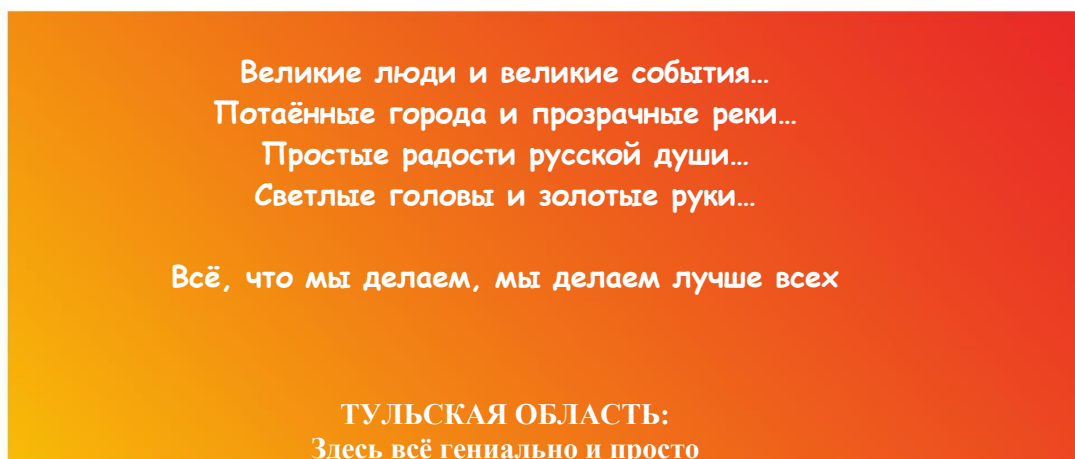 Великие люди и великие события…
Потаённые города и прозрачные реки…
Простые радости русской души…
Светлые головы и золотые руки…
Всё, что мы делаем, мы делаем лучше всех
ТУЛЬСКАЯ ОБЛАСТЬ:
Здесь всё гениально и просто